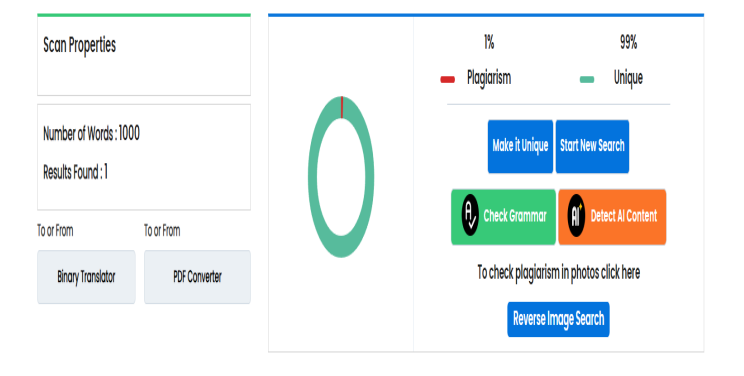 Scan Properties
Number of Words : 1000
Results Found : 1
To or From
To or From
Binary Translator
PDF Converter
1%
99%
Plagiarism
Unique
Make it Unique
Start New Search
Check Grammar
Detect AI Content
To check plagiarism in photos click here
Reverse Image Search